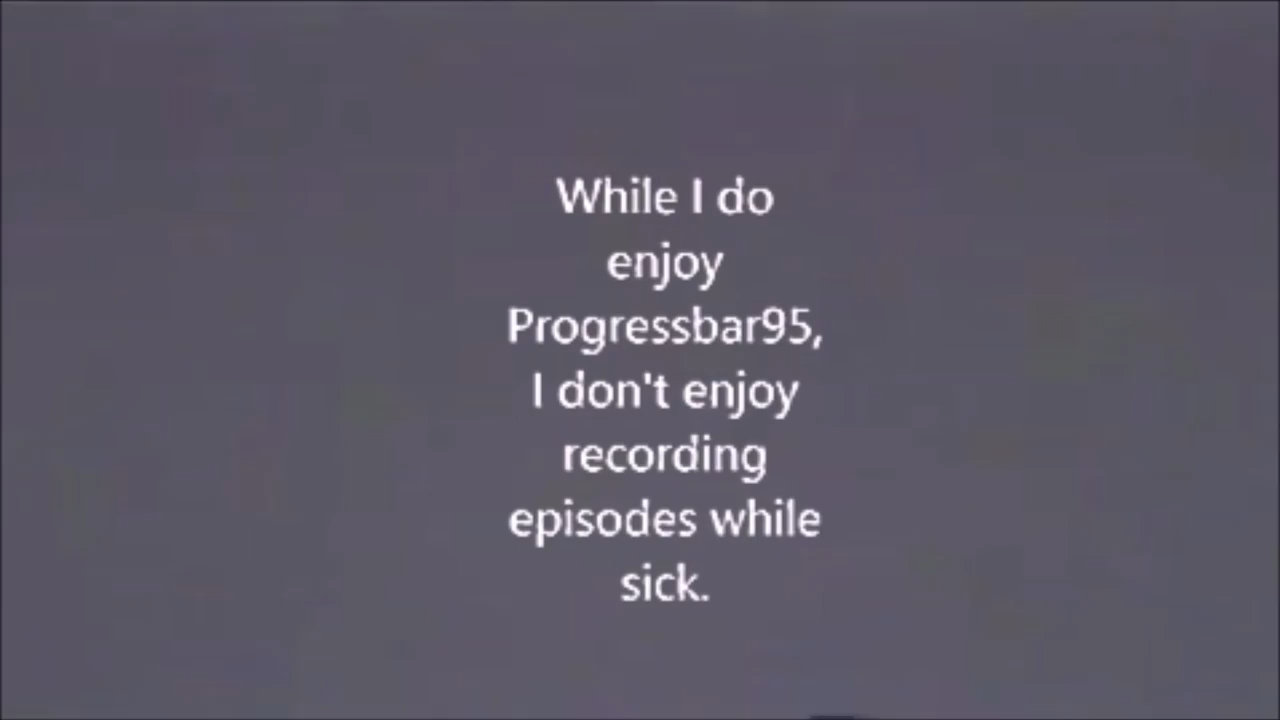 While I do
enjoy
Progressbar95,
I don't enjoy
recording
episodes while
sick.